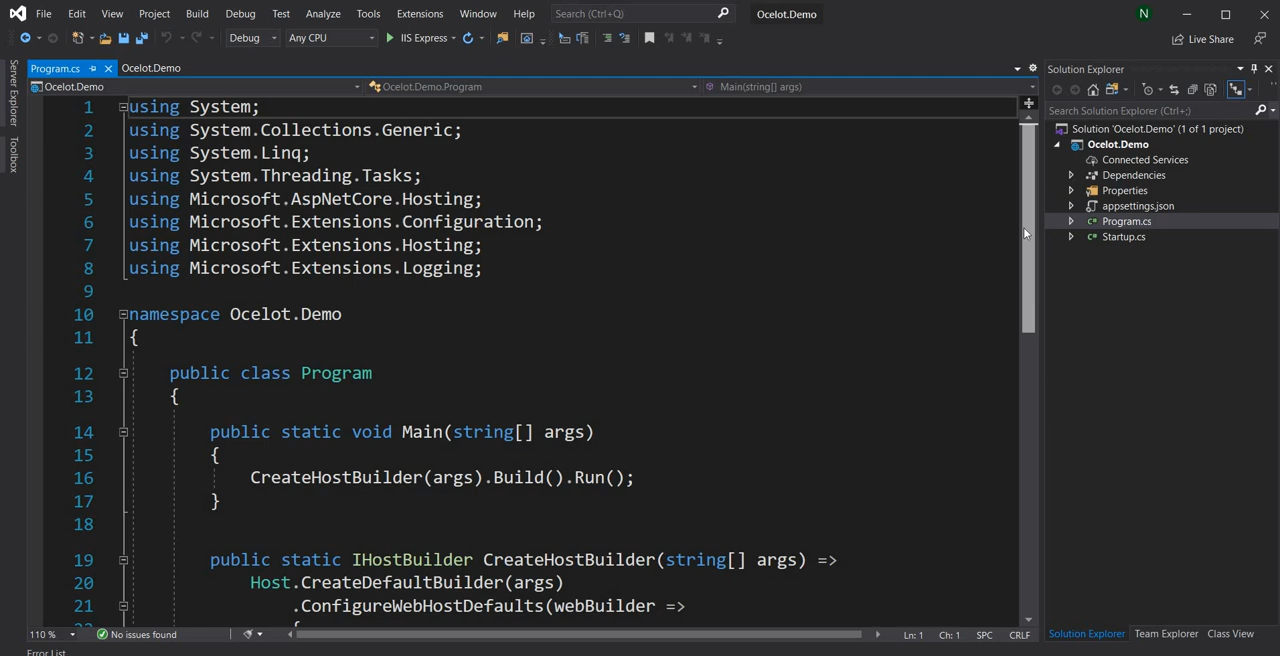 File Edit View Project Build Debug Test Analyze Tools Extensions Window Help Search (Ctrl+Q) Ocelot.Demo N
Debug Any CPU IIS Express Live Share
Server Explorer
Toolbox
Program.cs Ocelot.Demo
Ocelot.Demo Ocelot.Demo.Program Main(string[] args)
1 using System;
2 using System.Collections.Generic;
3 using System.Linq;
4 using System.Threading.Tasks;
5 using Microsoft.AspNetCore.Hosting;
6 using Microsoft.Extensions.Configuration;
7 using Microsoft.Extensions.Hosting;
8 using Microsoft.Extensions.Logging;
9
10 namespace Ocelot.Demo
11 {
12 public class Program
13 {
14 public static void Main(string[] args)
15 {
16 CreateHostBuilder(args).Build().Run();
17 }
18
19 public static IHostBuilder CreateHostBuilder(string[] args) =>
20 Host.CreateDefaultBuilder(args)
21 .ConfigureWebHostDefaults(webBuilder =>
22 {
110 % No issues found Ln: 1 Ch: 1 SPC CRLF
Error List
Solution Explorer
Search Solution Explorer (Ctrl+;)
Solution 'Ocelot.Demo' (1 of 1 project)
Ocelot.Demo
Connected Services
Dependencies
Properties
appsettings.json
C# Program.cs
C# Startup.cs
Solution Explorer Team Explorer Class View